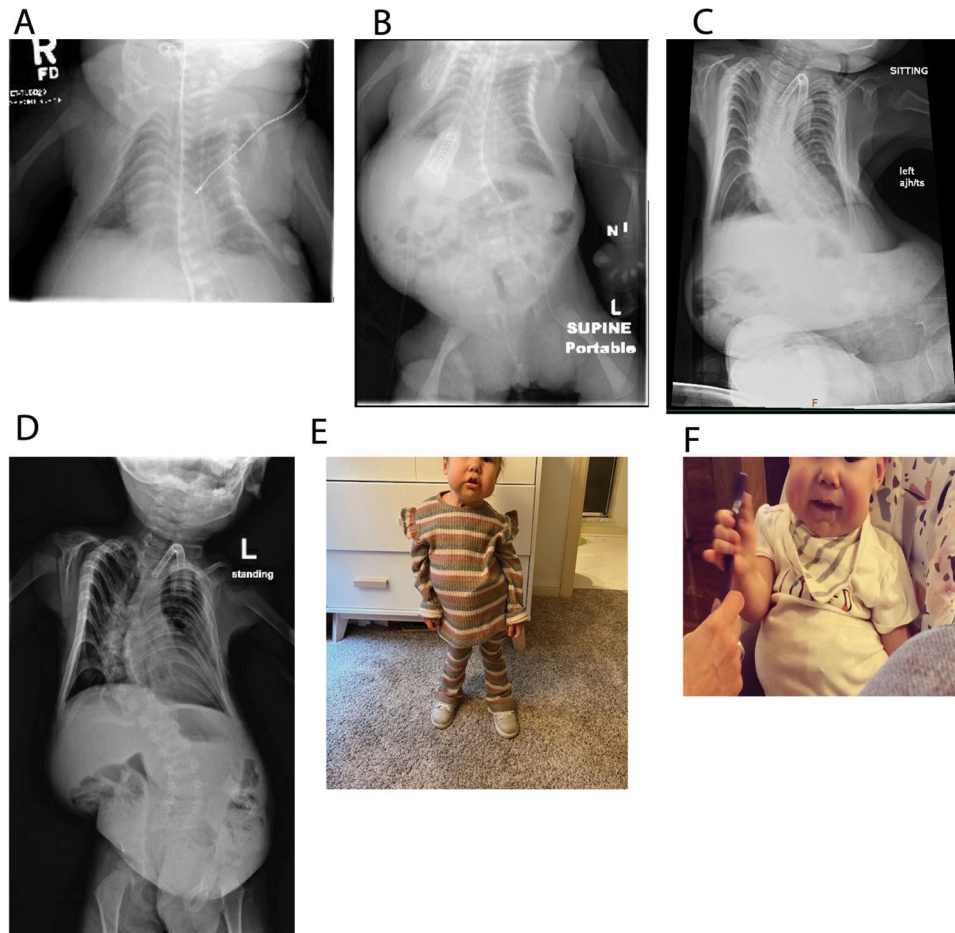 A
B
C
R
FD
SITTING
left
ajh/ts
N I
L
SUPINE
Portable
F
D
E
F
L
standing